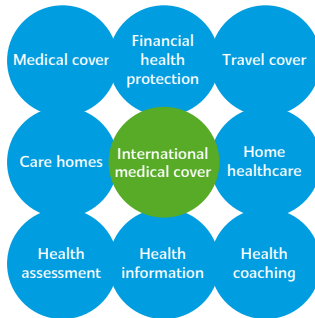 Medical cover
Financial
health
protection
Travel cover
Care homes
International
medical cover
Home
healthcare
Health
assessment
Health
information
Health
coaching